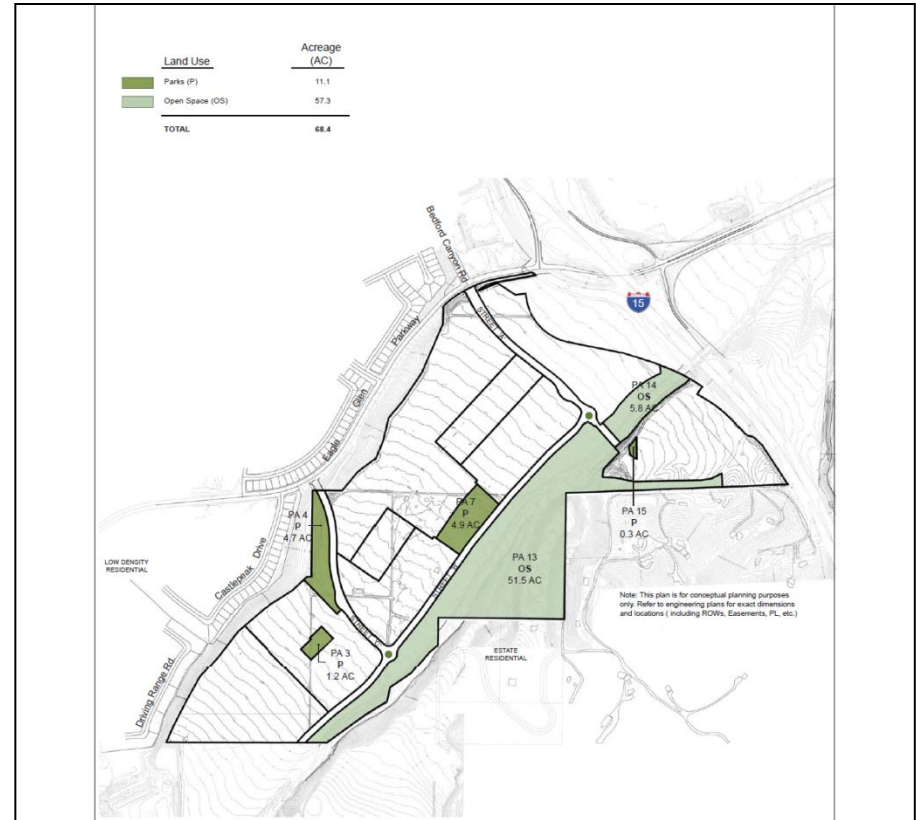 Land Use Acreage (AC)
Parks (P) 11.1
Open Space (OS) 57.3
TOTAL 68.4
Bedford Canyon Rd
STREET 'A'
15
Eagle Glen Parkway
PA 14
OS
5.8 AC
PA 7
P
4.9 AC
PA 4
P
4.7 AC
PA 15
P
0.3 AC
PA 13
OS
51.5 AC
LOW DENSITY
RESIDENTIAL
Castlepeak Drive
Note: This plan is for conceptual planning purposes
only. Refer to engineering plans for exact dimensions
and locations ( including ROWs, Easements, PL, etc.)
PA 3
P
1.2 AC
ESTATE
RESIDENTIAL
Driving Range Rd.